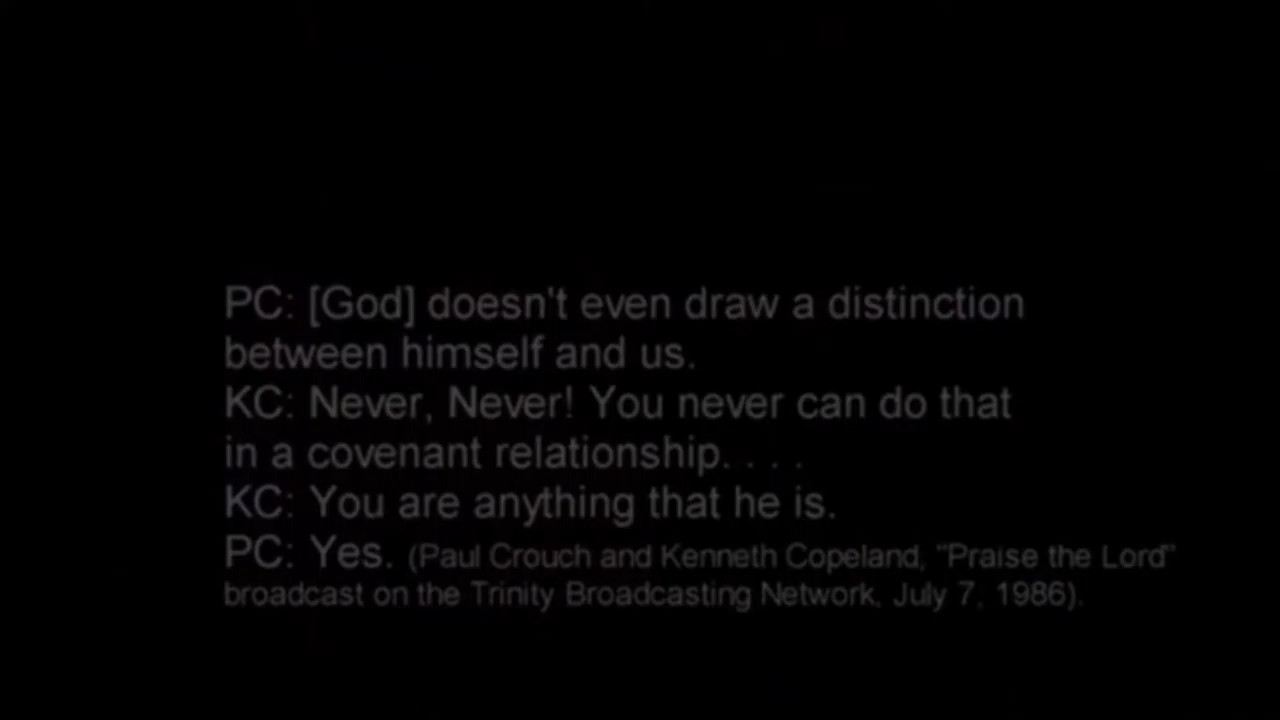 PC: [God] doesn't even draw a distinction
between himself and us.
KC: Never, Never! You never can do that
in a covenant relationship. . . .
KC: You are anything that he is.
PC: Yes. (Paul Crouch and Kenneth Copeland, "Praise the Lord"
broadcast on the Trinity Broadcasting Network, July 7, 1986).